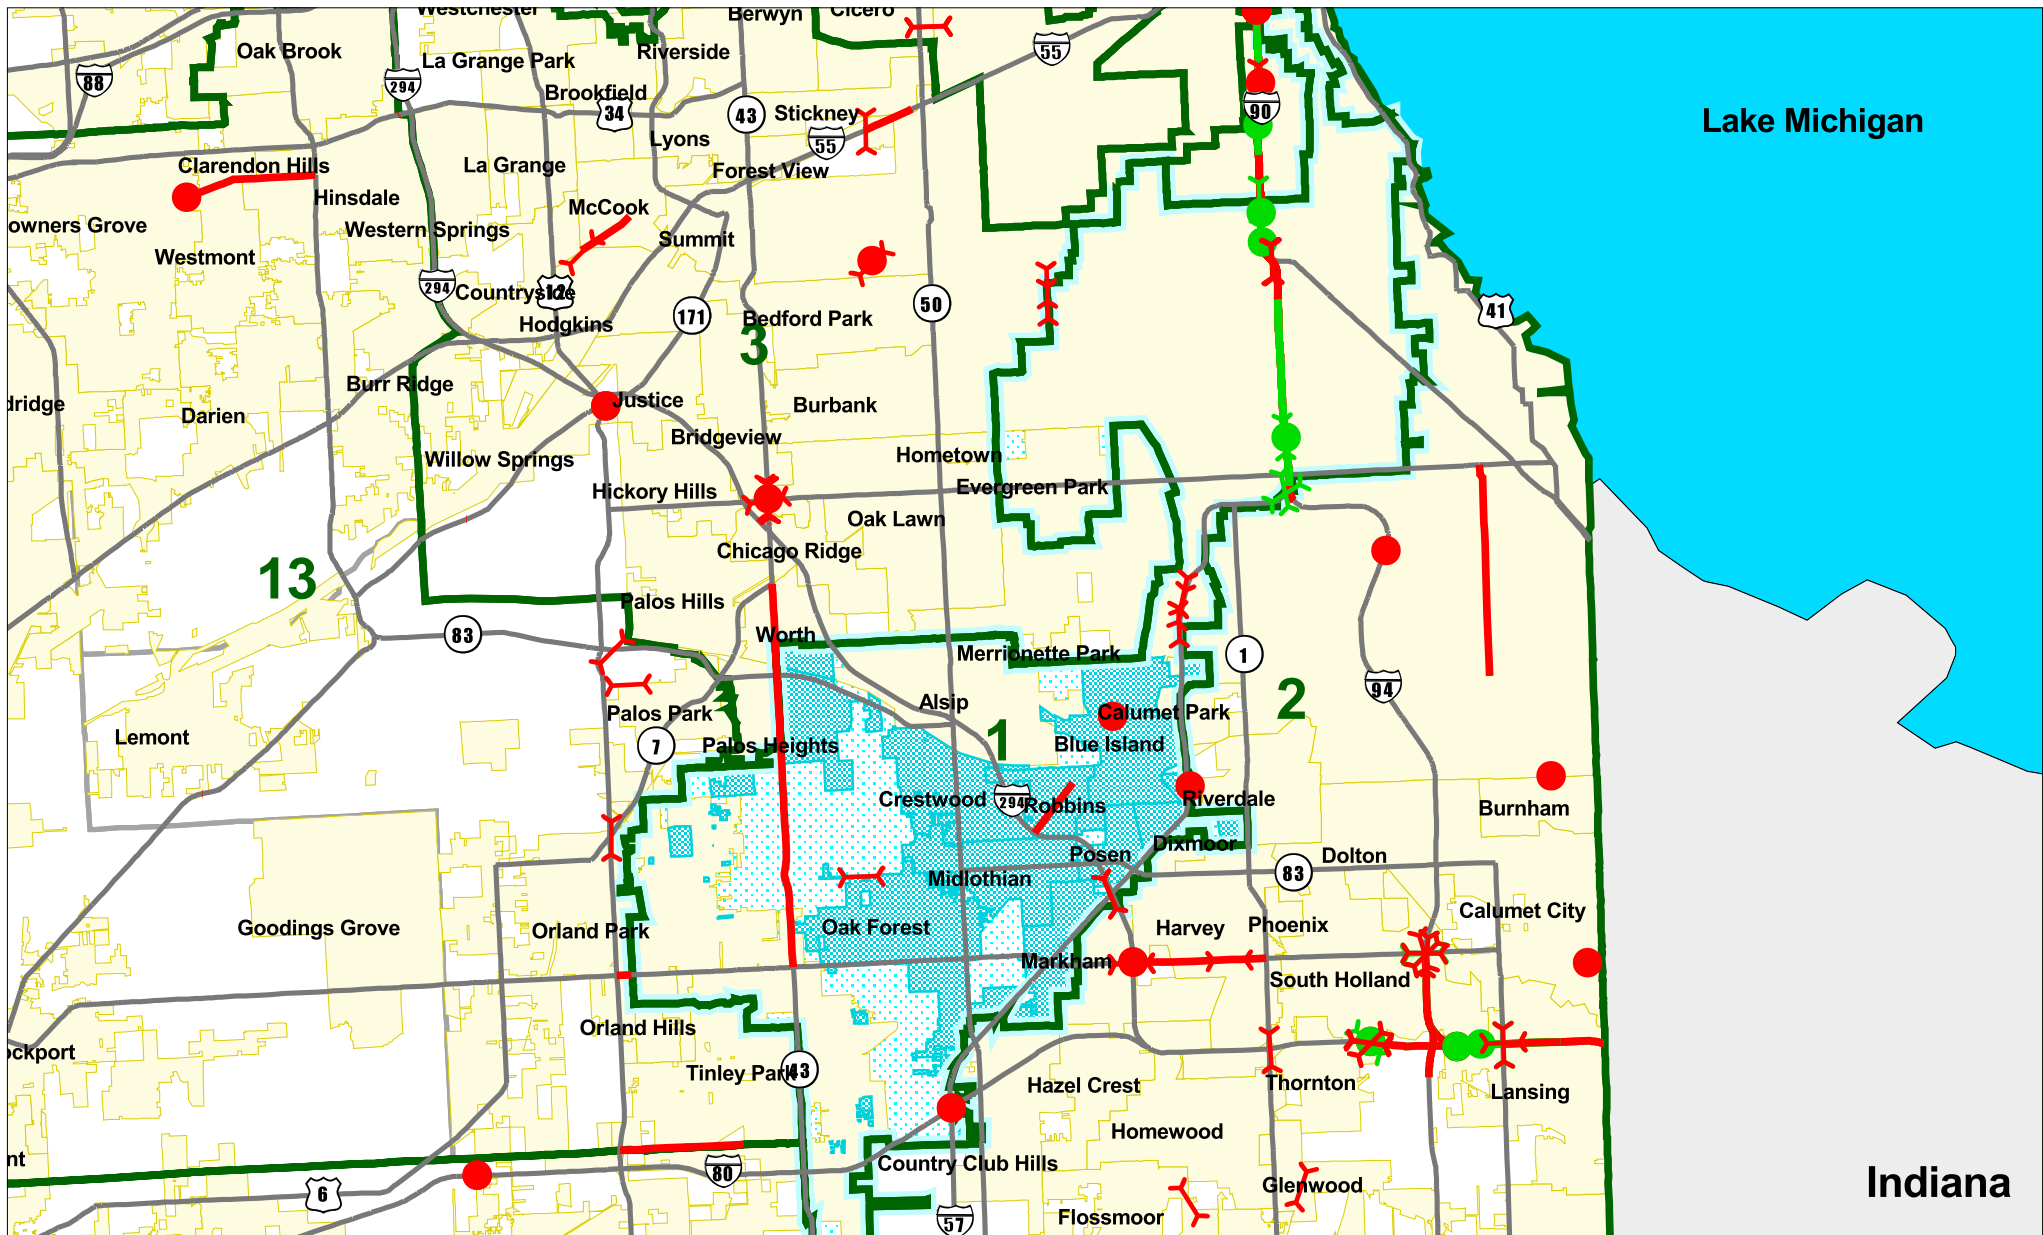 Westchester
Berwyn
Cicero
Oak Brook
Riverside
55
La Grange Park
88
294
Brookfield
34
43
Stickney
90
Lake Michigan
Lyons
55
Clarendon Hills
La Grange
Forest View
Hinsdale
McCook
owners Grove
Western Springs
Summit
Westmont
294
Countryside
12
50
41
171
Bedford Park
Hodgkins
3
Burr Ridge
Justice
dridge
Darien
Burbank
Bridgeview
Hometown
Willow Springs
Hickory Hills
Evergreen Park
Oak Lawn
Chicago Ridge
13
Palos Hills
83
Worth
Merrionette Park
1
94
2
Alsip
Palos Park
Calumet Park
Lemont
7
Palos Heights
1
Blue Island
Crestwood
294
Robbins
Riverdale
Burnham
Dixmoor
Posen
Dolton
83
Midlothian
Calumet City
Goodings Grove
Orland Park
Oak Forest
Harvey
Phoenix
Markham
South Holland
Orland Hills
ockport
Tinley Park
43
Hazel Crest
Thornton
Lansing
Homewood
nt
Country Club Hills
80
6
Glenwood
Indiana
57
Flossmoor